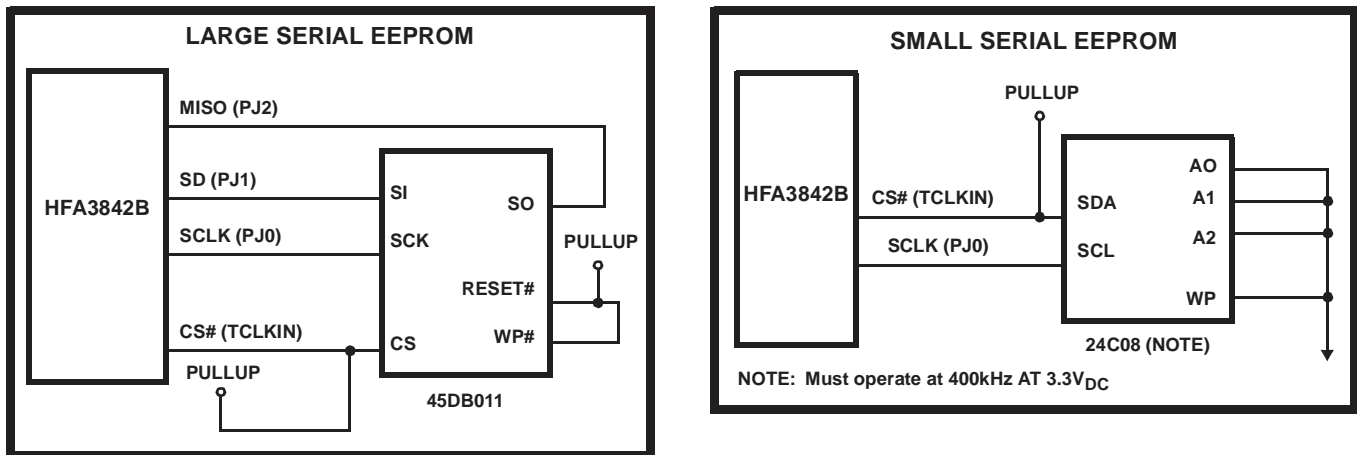 LARGE SERIAL EEPROM
HFA3842B
MISO (PJ2)
SD (PJ1)
SCLK (PJ0)
CS# (TCLKIN)
PULLUP
SI
SCK
CS
SO
RESET#
WP#
PULLUP
45DB011
SMALL SERIAL EEPROM
HFA3842B
PULLUP
CS# (TCLKIN)
SCLK (PJ0)
SDA
SCL
AO
A1
A2
WP
24C08 (NOTE)
NOTE: Must operate at 400kHz AT 3.3VDC